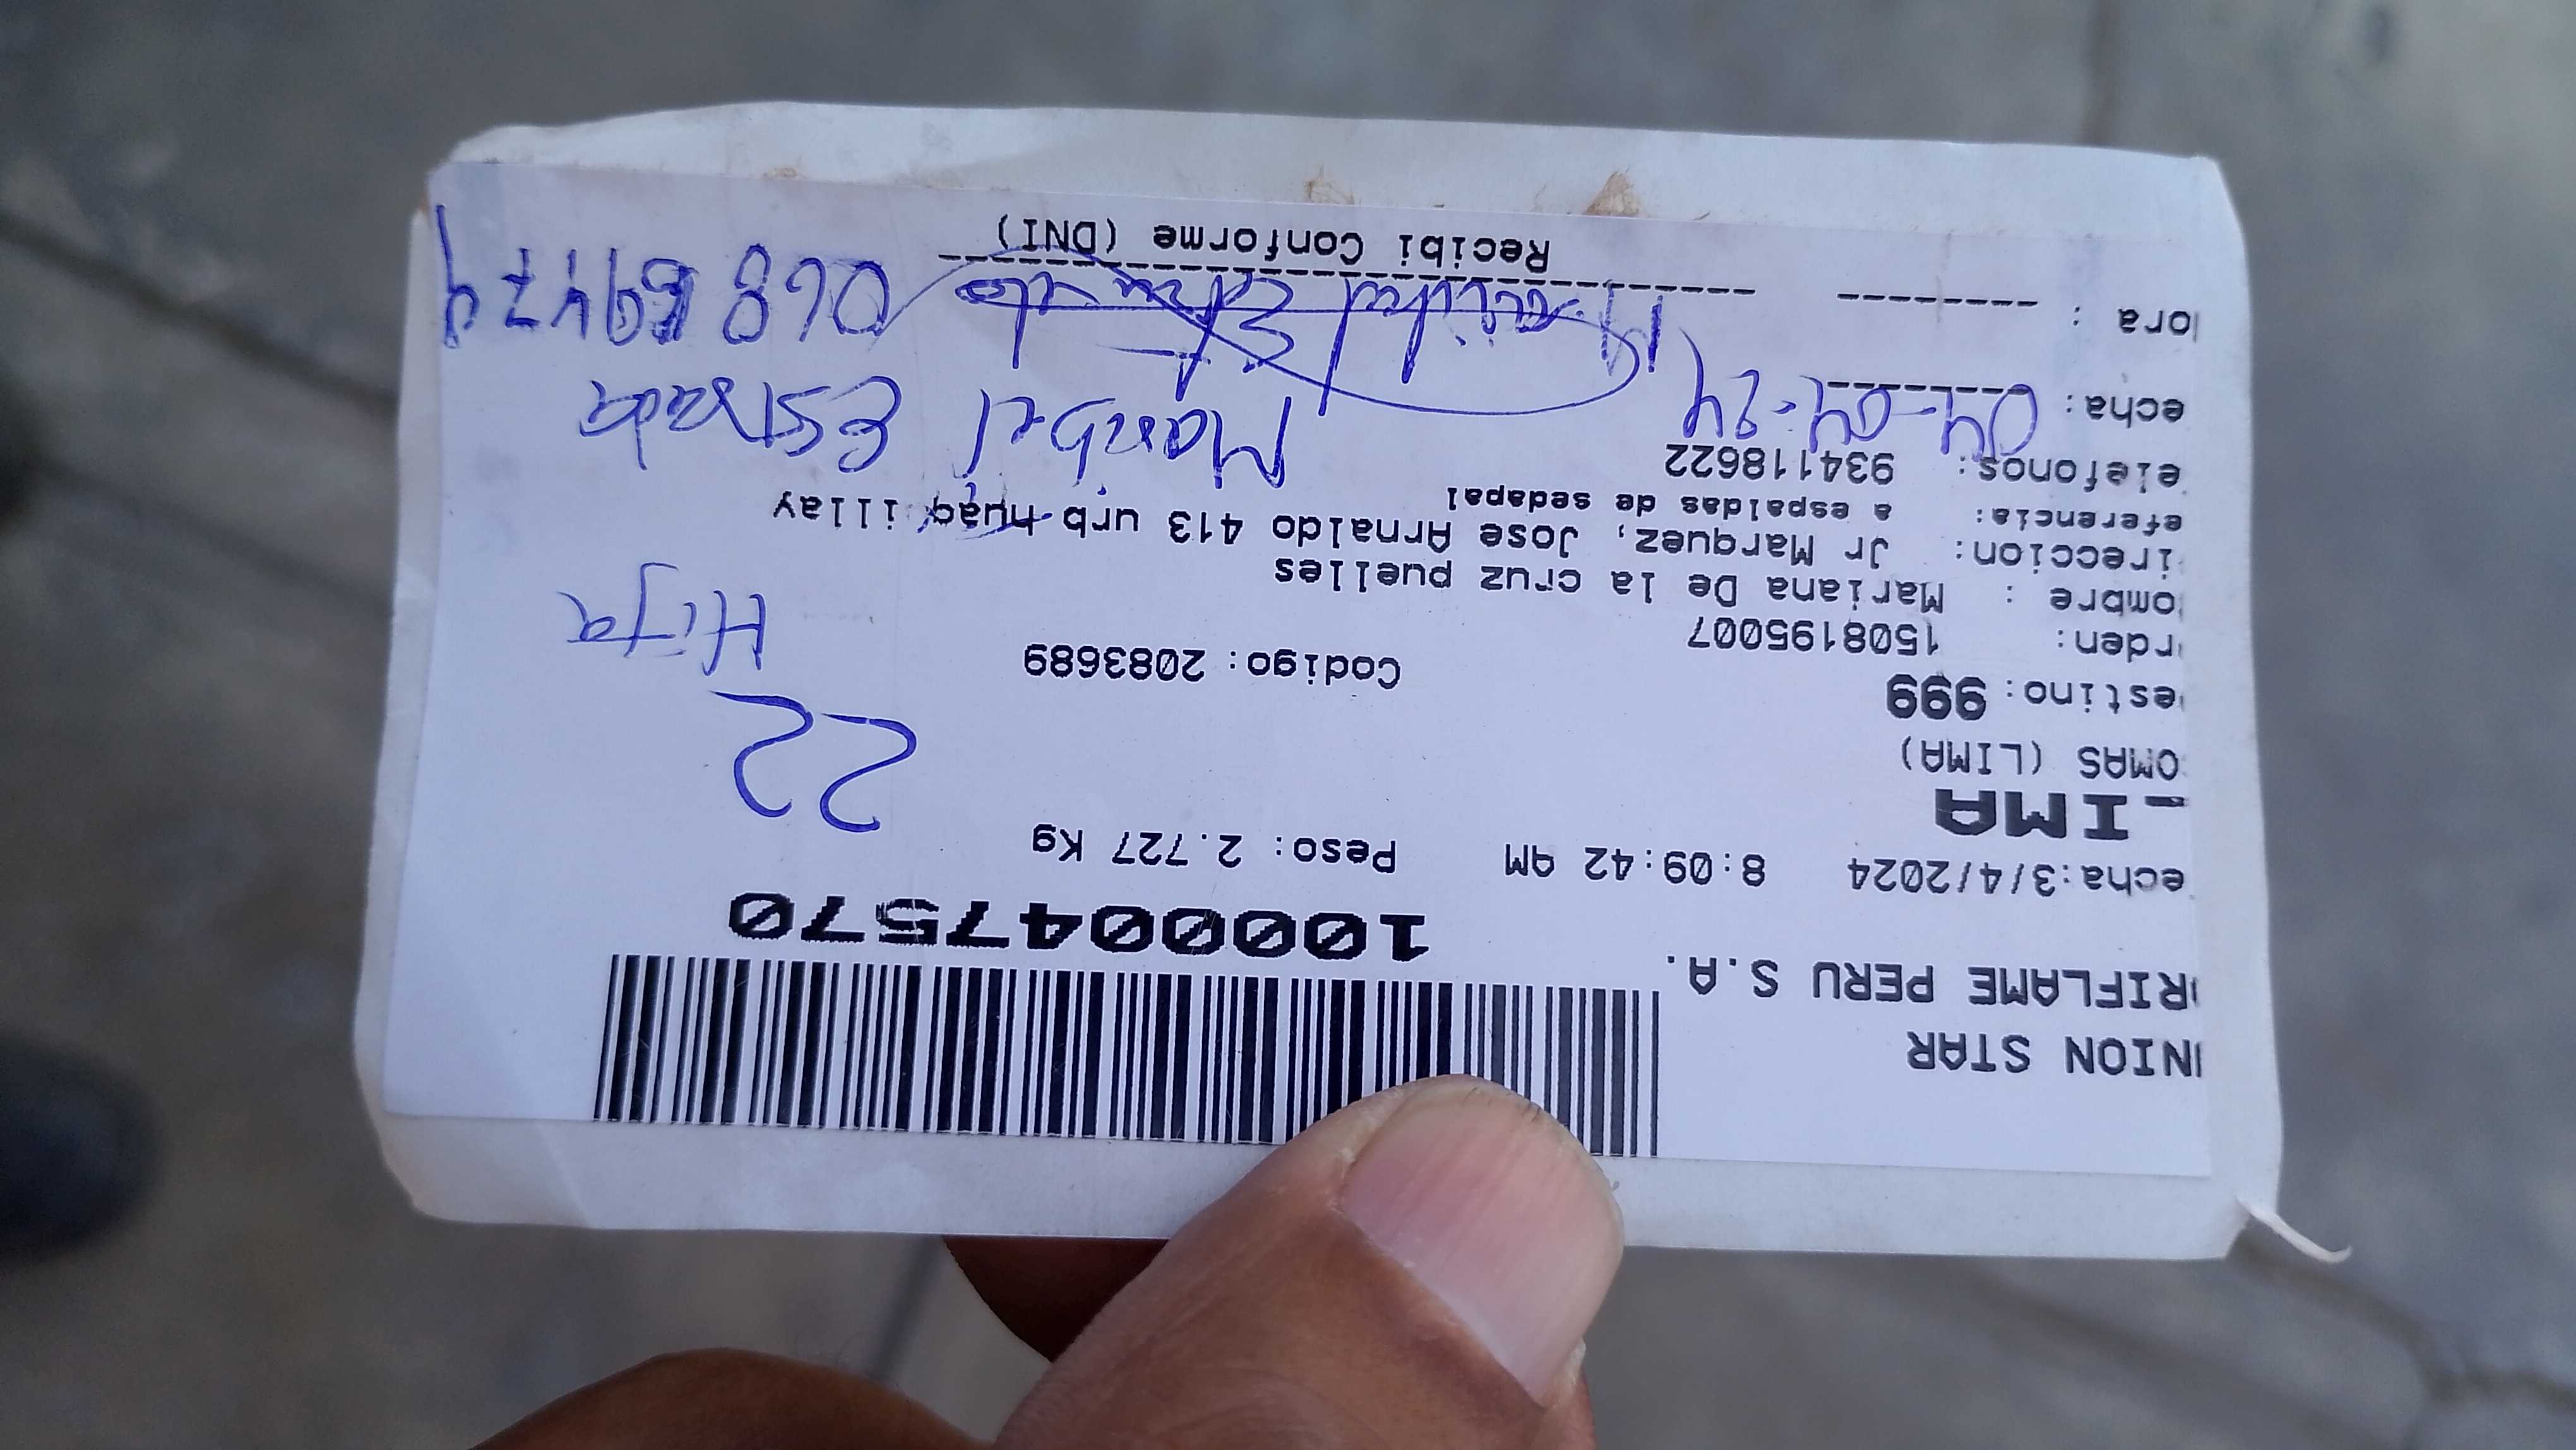 NION STAR
RIFLAME PERU S.A.
1000047570
echa:3/4/2024 8:09:42 AM Peso: 2.727 Kg
IMA
22
OMAS (LIMA)
estino: 999 Codigo: 2083689
rden: 1508195007
Hija
ombre : Mariana De la cruz puelles
ireccion: Jr Marquez, Jose Arnaldo 413 urb huaq illay
eferencia: a espaldas de sedapal
elefonos: 934118622
Maribel Estrada
echa: 04-04-24
ora :
Recibi Conforme (DNI)